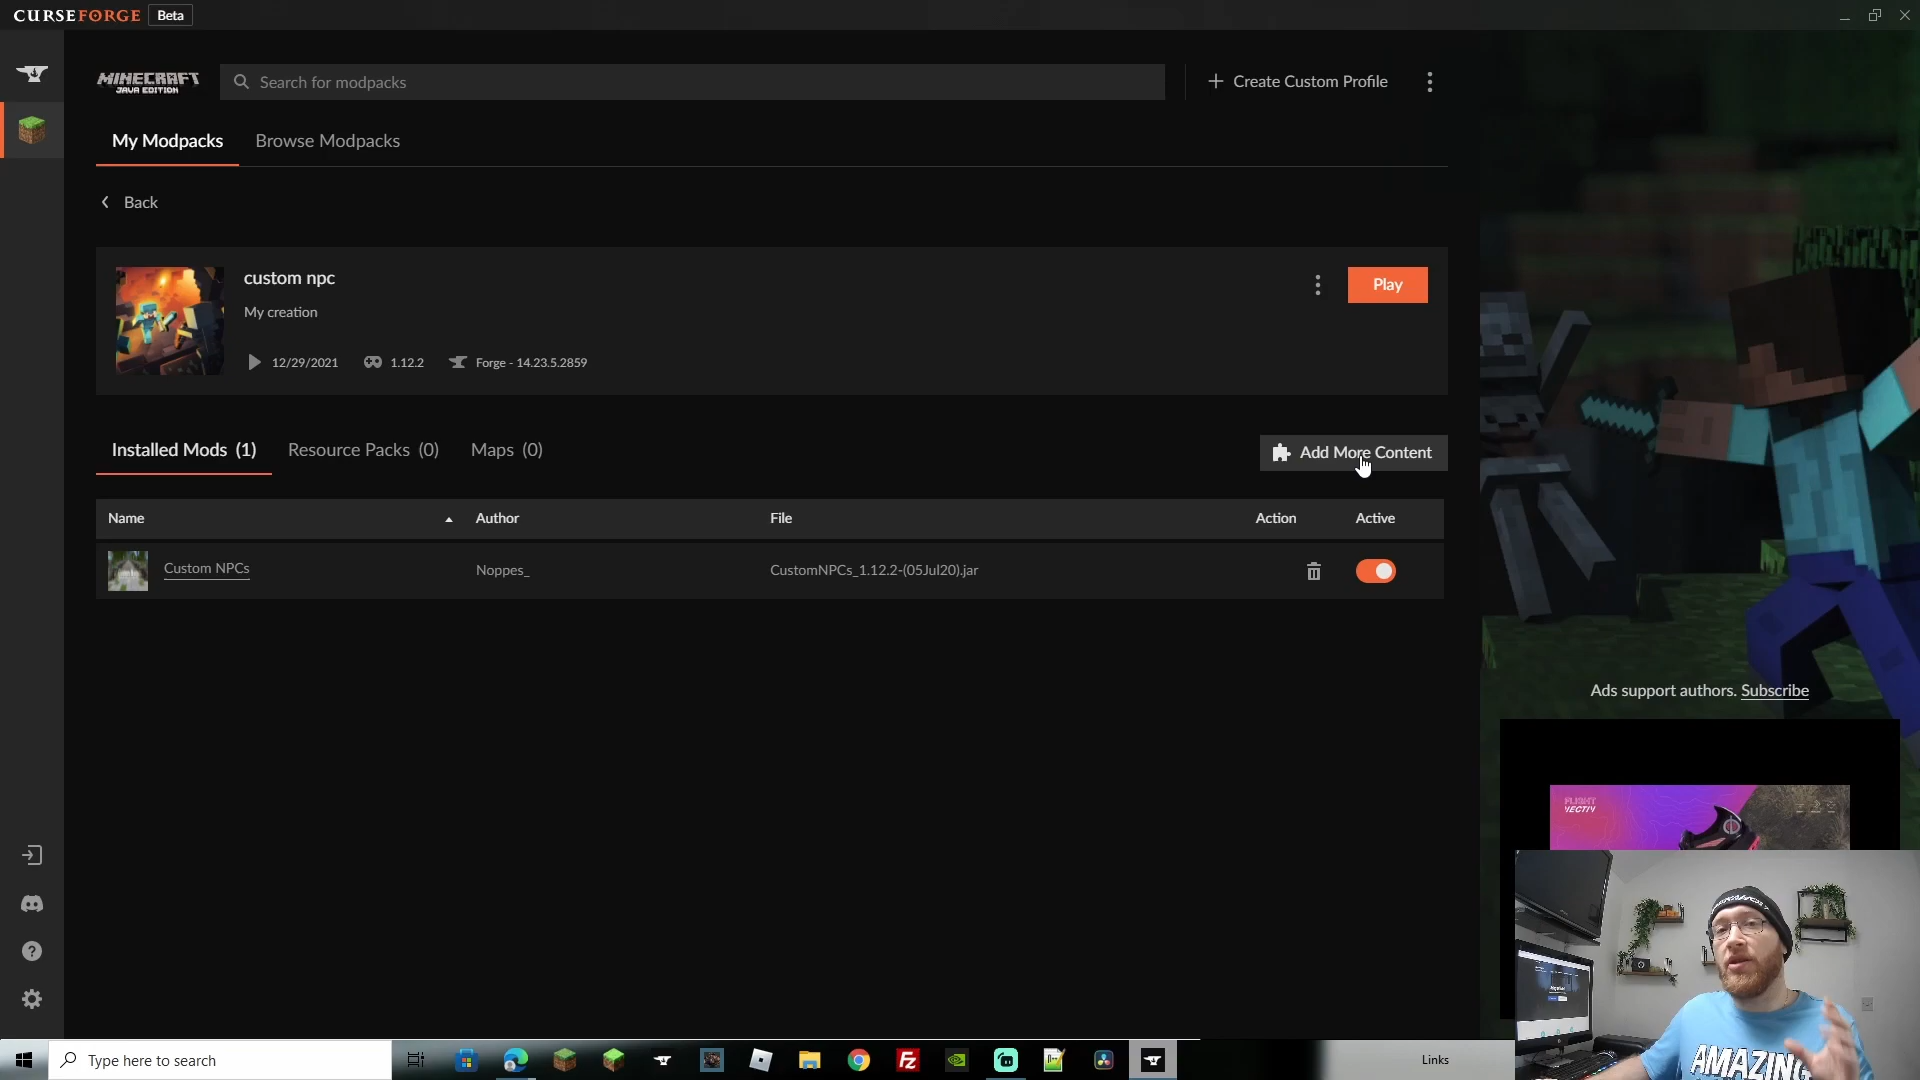 CURSEFORGE Beta
MINECRAFT
JAVA EDITION
Search for modpacks
Create Custom Profile
My Modpacks
Browse Modpacks
Back
custom npc
My creation
Play
12/29/2021
1.12.2
Forge - 14.23.5.2859
Installed Mods (1)
Resource Packs (0)
Maps (0)
Add More Content
Name
Author
File
Action
Active
Custom NPCs
Noppes_
CustomNPCs_1.12.2-(05Jul20).jar
Ads support authors. Subscribe
FLIGHT
VECTIV
AMAZING
Type here to search
Links